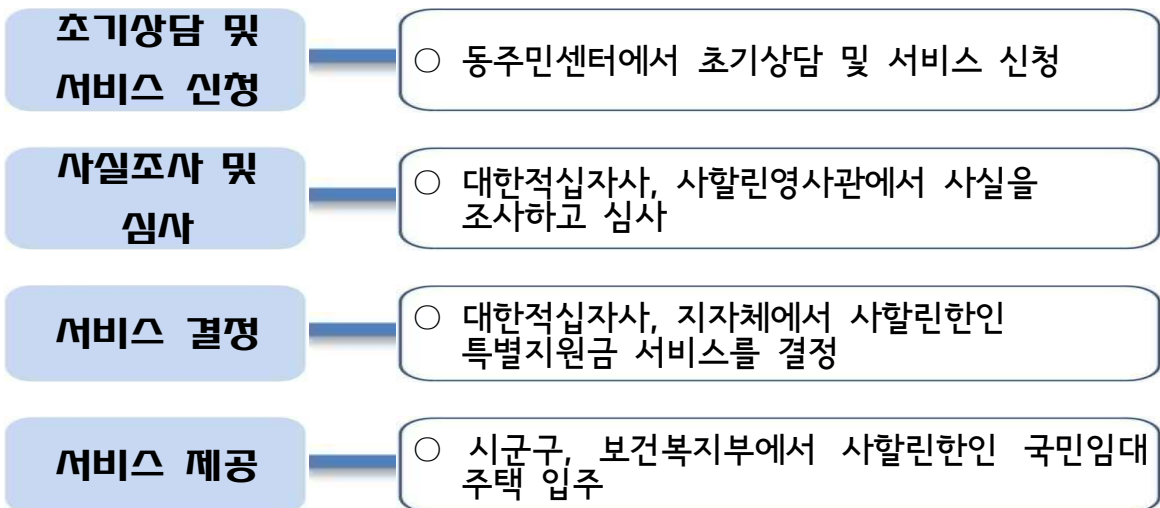 초기상담 및
서비스 신청
○ 동주민센터에서 초기상담 및 서비스 신청
사실조사 및
심사
○ 대한적십자사, 사할린영사관에서 사실을
조사하고 심사
서비스 결정
○ 대한적십자사, 지자체에서 사할린한인
특별지원금 서비스를 결정
서비스 제공
○ 시군구, 보건복지부에서 사할린한인 국민임대
주택 입주